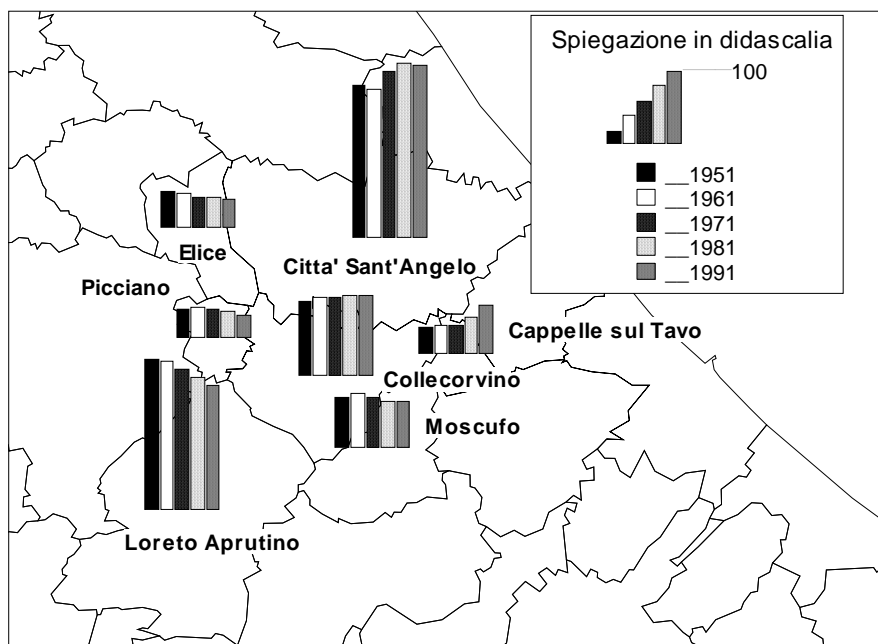 Spiegazione in didascalia
100
__1951
__1961
__1971
__1981
__1991
Elice
Citta' Sant'Angelo
Picciano
Cappelle sul Tavo
Collecorvino
Moscufo
Loreto Aprutino